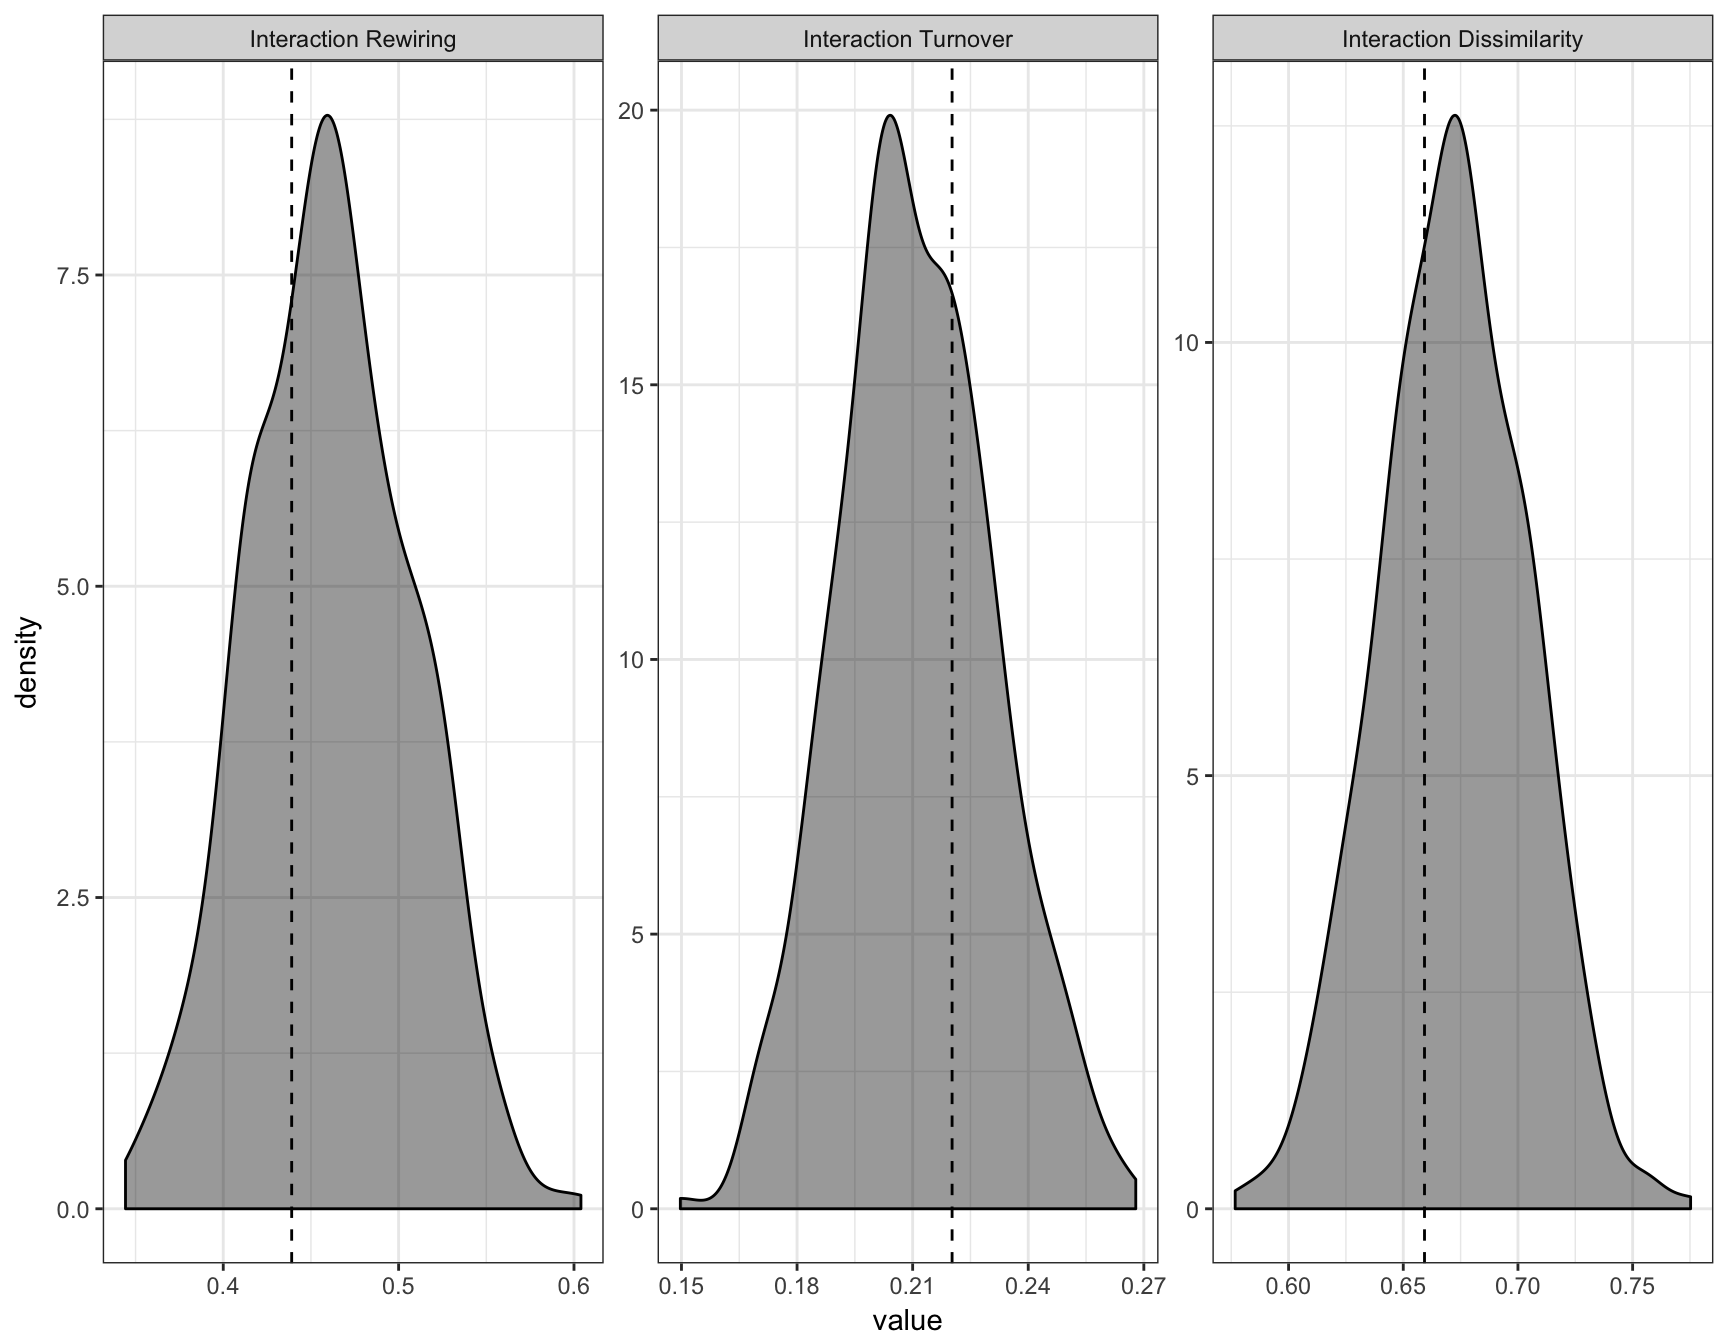 Interaction Rewiring
Interaction Turnover
Interaction Dissimilarity
density
7.5
5.0
2.5
0.0
0.4 0.5 0.6
20
15
10
5
0
0.15 0.18 0.21 0.24 0.27
10
5
0
0.60 0.65 0.70 0.75
value